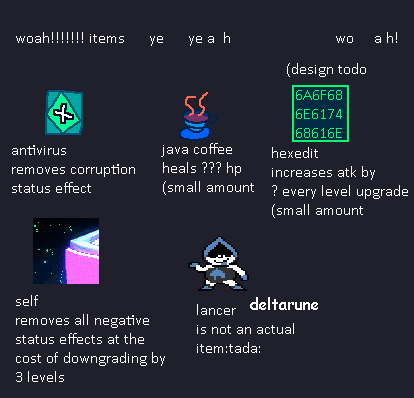 woah!!!!!!! items ye ye a h wo a h!
(design todo
6A6F68
6E6174
68616E
antivirus
removes corruption
status effect
java coffee
heals ??? hp
(small amount
hexedit
increases atk by
? every level upgrade
(small amount
self
removes all negative
status effects at the
cost of downgrading by
3 levels
lancer
deltarune
is not an actual
item:tada: